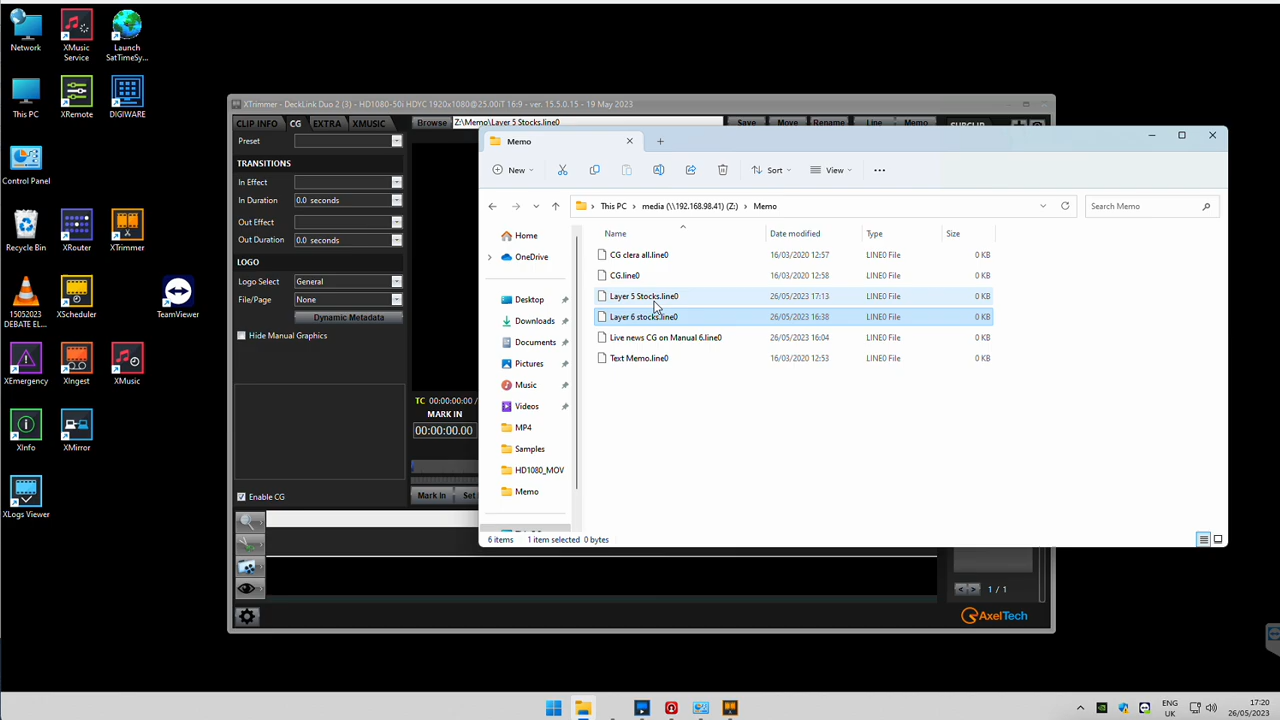 Network
XMusic
Service
Launch
SatTimeSy...
This PC
XRemote
DIGIWARE
Control Panel
Recycle Bin
XRouter
XTrimmer
15052023
DEBATE EL...
XScheduler
TeamViewer
XEmergency
XIngest
XMusic
XInfo
XMirror
XLogs Viewer
XTrimmer - DeckLink Duo 2 (3) - HD1080-50i HDYC 1920x1080@25.00iT 16:9 - ver. 15.5.0.15 - 19 May 2023
CLIP INFO CG EXTRA XMUSIC Browse Z:\Memo\Layer 5 Stocks.line0 Save Move Rename Line Memo SUBCLIP
Preset
TRANSITIONS
In Effect
In Duration 0.0 seconds
Out Effect
Out Duration 0.0 seconds
LOGO
Logo Select General
File/Page None
Dynamic Metadata
Hide Manual Graphics
TC 00:00:00:00 /
MARK IN
00:00:00.00
Enable CG
Mark In Set
1 / 1
AxelTech
Memo
New
Sort
View
This PC media (\\192.168.98.41) (Z:) Memo
Search Memo
Home
OneDrive
Desktop
Downloads
Documents
Pictures
Music
Videos
MP4
Samples
HD1080_MOV
Memo
Name Date modified Type Size
CG clera all.line0 16/03/2020 12:57 LINE0 File 0 KB
CG.line0 16/03/2020 12:58 LINE0 File 0 KB
Layer 5 Stocks.line0 26/05/2023 17:13 LINE0 File 0 KB
Layer 6 stocks.line0 26/05/2023 16:38 LINE0 File 0 KB
Live news CG on Manual 6.line0 26/05/2023 16:04 LINE0 File 0 KB
Text Memo.line0 16/03/2020 12:53 LINE0 File 0 KB
6 items 1 item selected 0 bytes
ENG
UK
17:20
26/05/2023